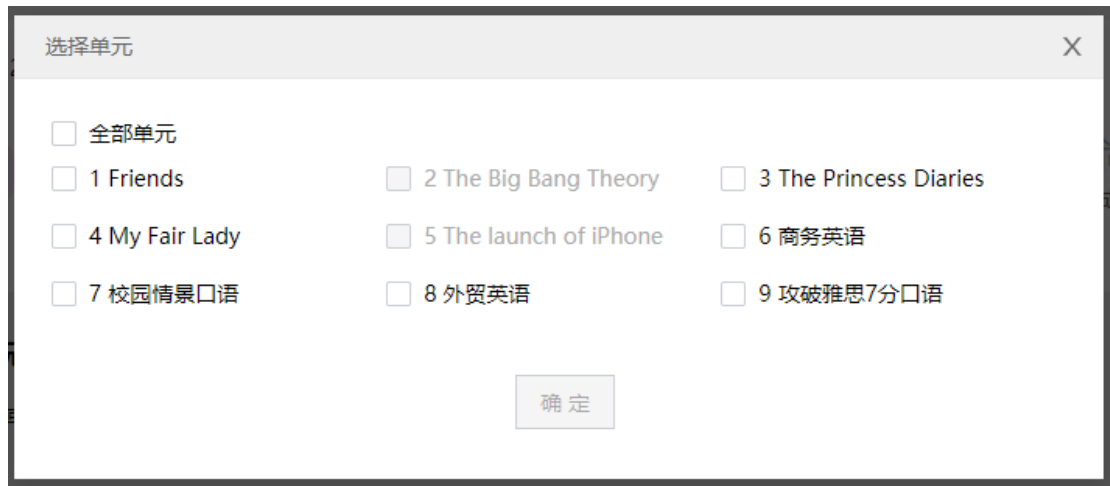 选择单元 X
全部单元
1 Friends 2 The Big Bang Theory 3 The Princess Diaries
4 My Fair Lady 5 The launch of iPhone 6 商务英语
7 校园情景口语 8 外贸英语 9 攻破雅思7分口语
确 定